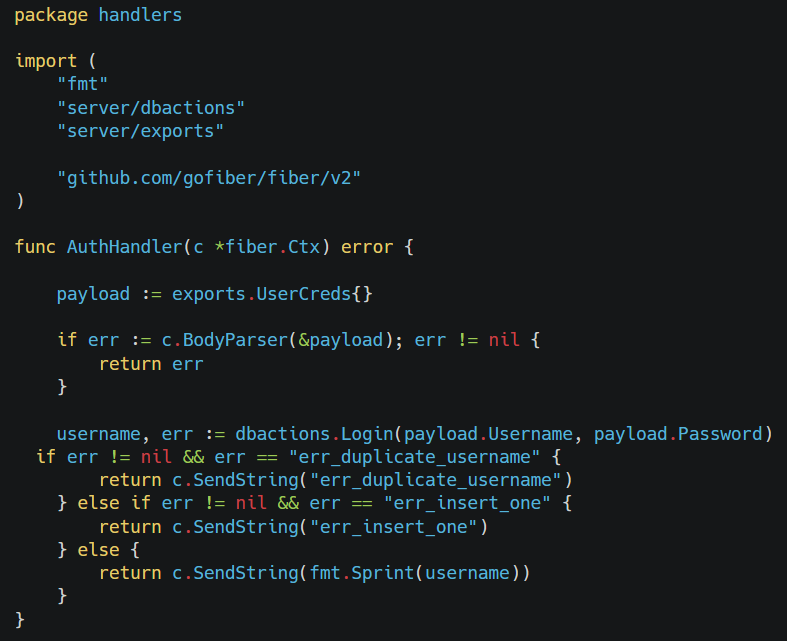 package handlers

import (
    "fmt"
    "server/dbactions"
    "server/exports"

    "github.com/gofiber/fiber/v2"
)

func AuthHandler(c *fiber.Ctx) error {

    payload := exports.UserCreds{}

    if err := c.BodyParser(&payload); err != nil {
        return err
    }

    username, err := dbactions.Login(payload.Username, payload.Password)
  if err != nil && err == "err_duplicate_username" {
        return c.SendString("err_duplicate_username")
    } else if err != nil && err == "err_insert_one" {
        return c.SendString("err_insert_one")
    } else {
        return c.SendString(fmt.Sprint(username))
    }
}